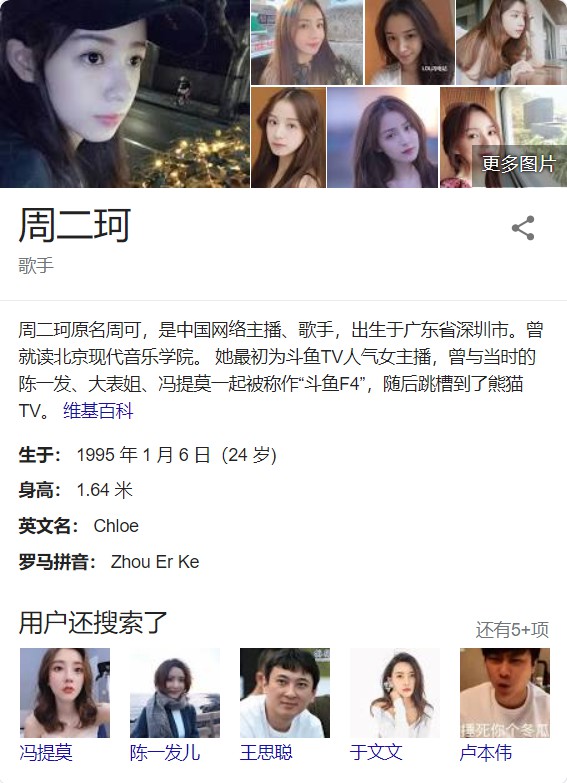 更多图片
周二珂
歌手
周二珂原名周可，是中国网络主播、歌手，出生于广东省深圳市。曾
就读北京现代音乐学院。 她最初为斗鱼TV人气女主播，曾与当时的
陈一发、大表姐、冯提莫一起被称作“斗鱼F4”，随后跳槽到了熊猫
TV。 维基百科
生于： 1995 年 1 月 6 日（24 岁)
身高： 1.64 米
英文名： Chloe
罗马拼音： Zhou Er Ke
用户还搜索了
还有5+项
捶死你个冬瓜
冯提莫 陈一发儿 王思聪 于文文 卢本伟